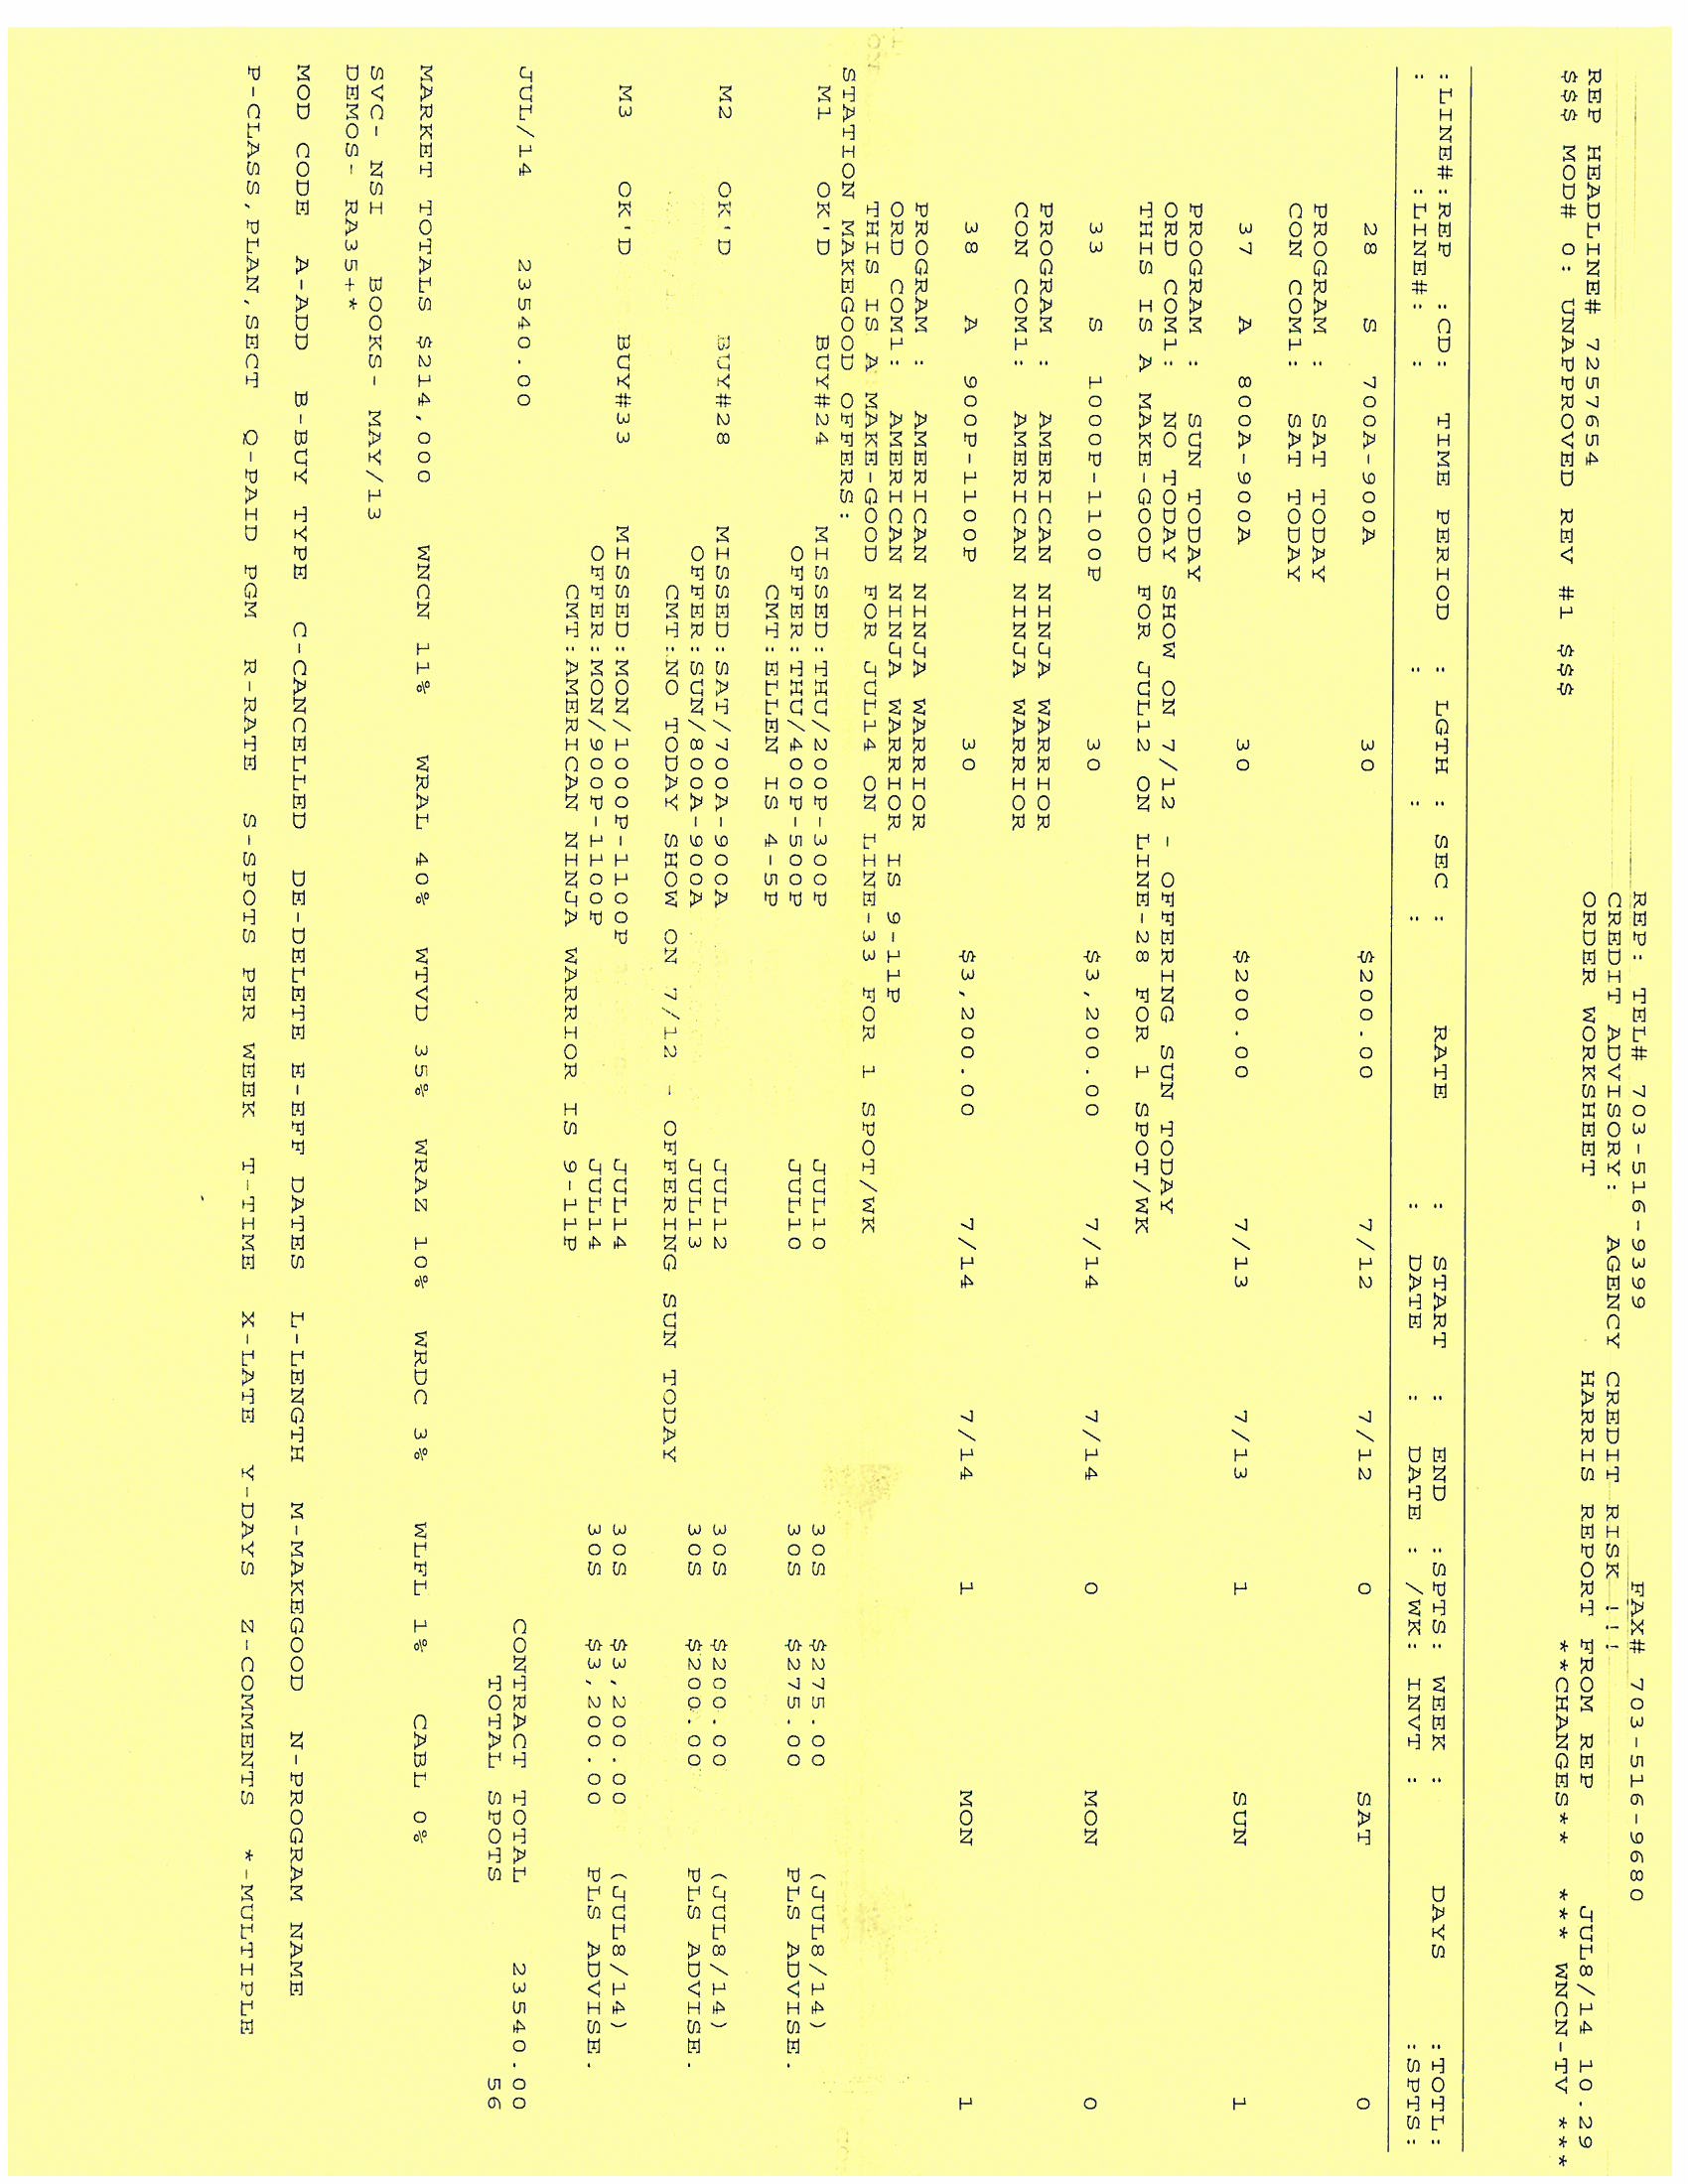 REP: TEL# 703-516-9399 FAX# 703-516-9680
CREDIT ADVISORY: AGENCY CREDIT RISK !!!
ORDER WORKSHEET HARRIS REPORT FROM REP JUL8/14 10.29
REP HEADLINE# 7257654 **CHANGES** *** WNCN-TV ***
$$$ MOD# 0: UNAPPROVED REV #1 $$$
:LINE#:REP :CD: TIME PERIOD : LGTH : SEC : RATE : START : END :SPTS: WEEK : DAYS :TOTL:
: :LINE#: : : : : : DATE : DATE : /WK: INVT : :SPTS:
28 S 700A-900A 30 $200.00 7/12 7/12 0 SAT 0
PROGRAM : SAT TODAY
CON COM1: SAT TODAY
37 A 800A-900A 30 $200.00 7/13 7/13 1 SUN 1
PROGRAM : SUN TODAY
ORD COM1: NO TODAY SHOW ON 7/12 - OFFERING SUN TODAY
THIS IS A MAKE-GOOD FOR JUL12 ON LINE-28 FOR 1 SPOT/WK
33 S 1000P-1100P 30 $3,200.00 7/14 7/14 0 MON 0
PROGRAM : AMERICAN NINJA WARRIOR
CON COM1: AMERICAN NINJA WARRIOR
38 A 900P-1100P 30 $3,200.00 7/14 7/14 1 MON 1
PROGRAM : AMERICAN NINJA WARRIOR
ORD COM1: AMERICAN NINJA WARRIOR IS 9-11P
THIS IS A MAKE-GOOD FOR JUL14 ON LINE-33 FOR 1 SPOT/WK
STATION MAKEGOOD OFFERS:
M1 OK'D BUY#24 MISSED:THU/200P-300P JUL10 30S $275.00 (JUL8/14)
OFFER:THU/400P-500P JUL10 30S $275.00 PLS ADVISE.
CMT:ELLEN IS 4-5P
M2 OK'D BUY#28 MISSED:SAT/700A-900A JUL12 30S $200.00 (JUL8/14)
OFFER:SUN/800A-900A JUL13 30S $200.00 PLS ADVISE.
CMT:NO TODAY SHOW ON 7/12 - OFFERING SUN TODAY
M3 OK'D BUY#33 MISSED:MON/1000P-1100P JUL14 30S $3,200.00 (JUL8/14)
OFFER:MON/900P-1100P JUL14 30S $3,200.00 PLS ADVISE.
CMT:AMERICAN NINJA WARRIOR IS 9-11P
JUL/14 23540.00 CONTRACT TOTAL 23540.00
TOTAL SPOTS 56
MARKET TOTALS $214,000 WNCN 11% WRAL 40% WTVD 35% WRAZ 10% WRDC 3% WLFL 1% CABL 0%
SVC- NSI BOOKS- MAY/13
DEMOS- RA35+*
MOD CODE A-ADD B-BUY TYPE C-CANCELLED DE-DELETE E-EFF DATES L-LENGTH M-MAKEGOOD N-PROGRAM NAME
P-CLASS,PLAN,SECT Q-PAID PGM R-RATE S-SPOTS PER WEEK T-TIME X-LATE Y-DAYS Z-COMMENTS *-MULTIPLE